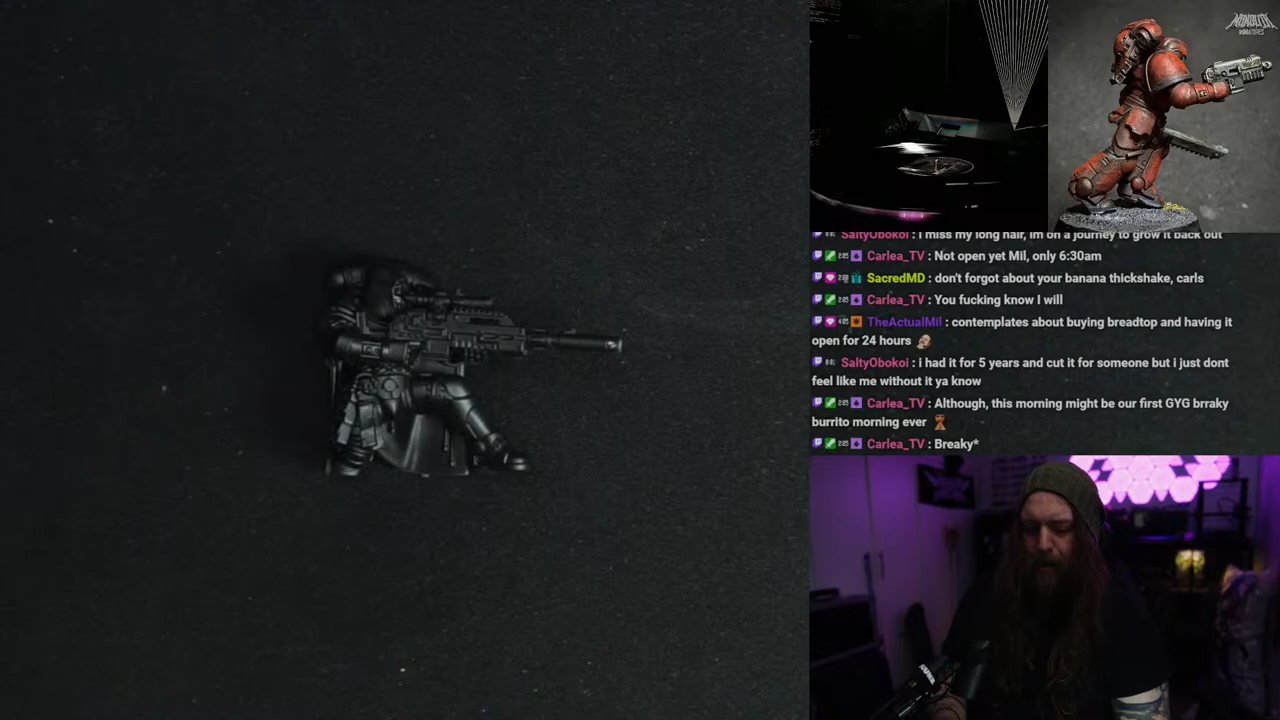 MONOLITH
MINIATURES
SaltyObokoi : i miss my long hair, im on a journey to grow it back out
Carlea_TV : Not open yet Mil, only 6:30am
SacredMD : don't forgot about your banana thickshake, carls
Carlea_TV : You fucking know I will
TheActualMil : contemplates about buying breadtop and having it
open for 24 hours
SaltyObokoi : i had it for 5 years and cut it for someone but i just dont
feel like me without it ya know
Carlea_TV : Although, this morning might be our first GYG brraky
burrito morning ever
Carlea_TV : Breaky*